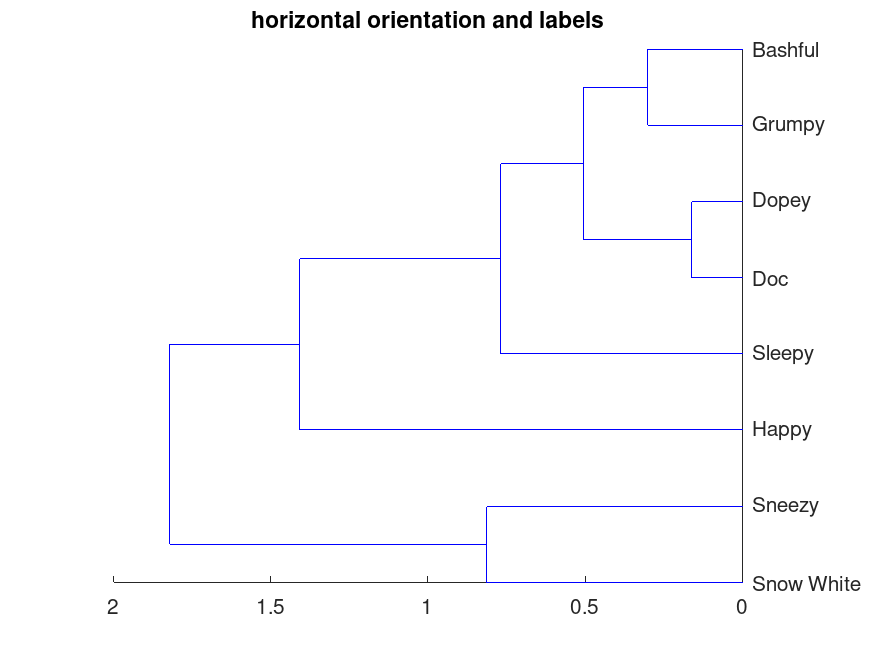 horizontal orientation and labels
Bashful
Grumpy
Dopey
Doc
Sleepy
Happy
Sneezy
Snow White
2 1.5 1 0.5 0